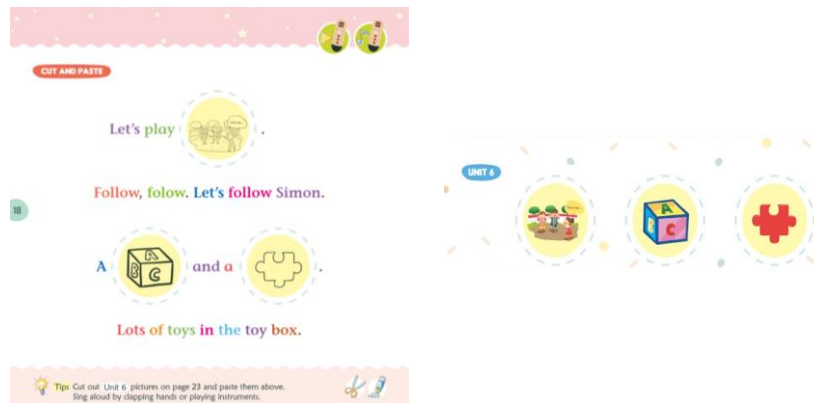 CUT AND PASTE
Let's play .
Follow, folow. Let's follow Simon.
18
A B A C and a .
Lots of toys in the toy box.
Tips Cut out Unit 6 pictures on page 23 and paste them above.
Sing aloud by clapping hands or playing instruments.
UNIT 6
A
C